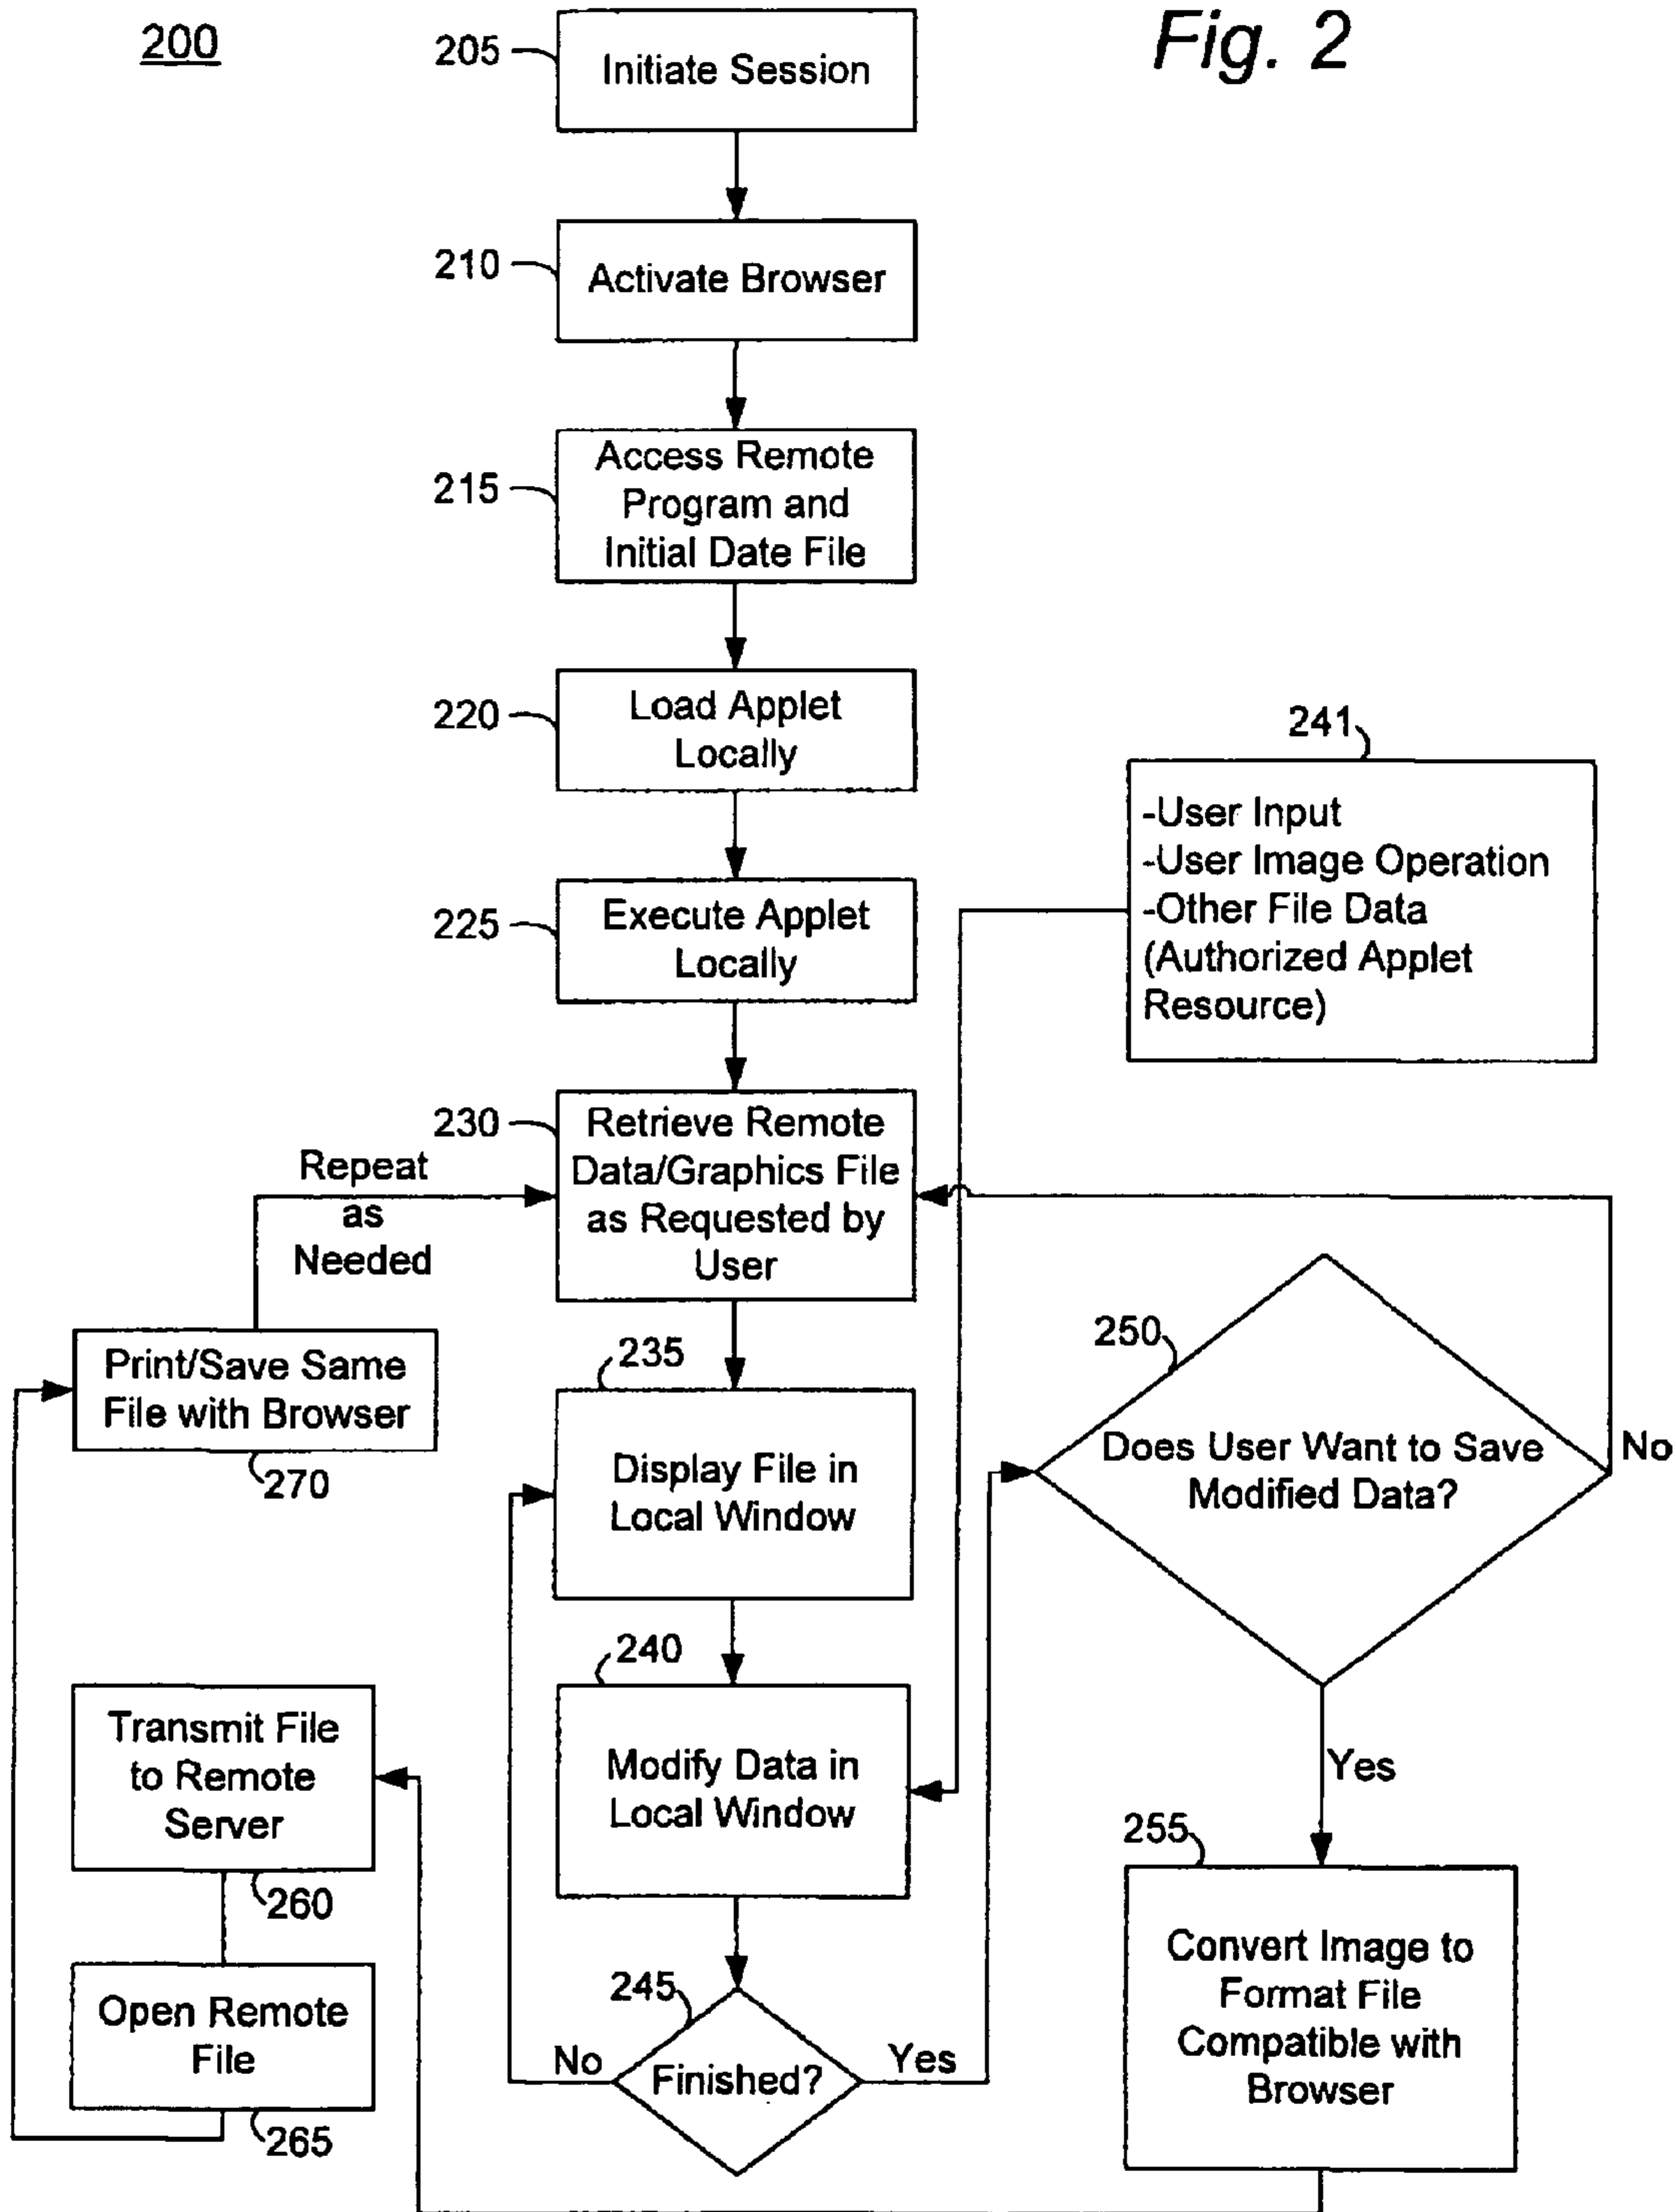 200
Fig. 2
205
Initiate Session
210
Activate Browser
215
Access Remote
Program and
Initial Date File
220
Load Applet
Locally
241
-User Input
-User Image Operation
-Other File Data
(Authorized Applet
Resource)
225
Execute Applet
Locally
230
Retrieve Remote
Data/Graphics File
as Requested by
User
Repeat
as
Needed
Print/Save Same
File with Browser
270
235
Display File in
Local Window
250
Does User Want to Save
Modified Data?
No
Yes
240
Modify Data in
Local Window
Transmit File
to Remote
Server
260
255
Convert Image to
Format File
Compatible with
Browser
Open Remote
File
265
245
Finished?
No
Yes